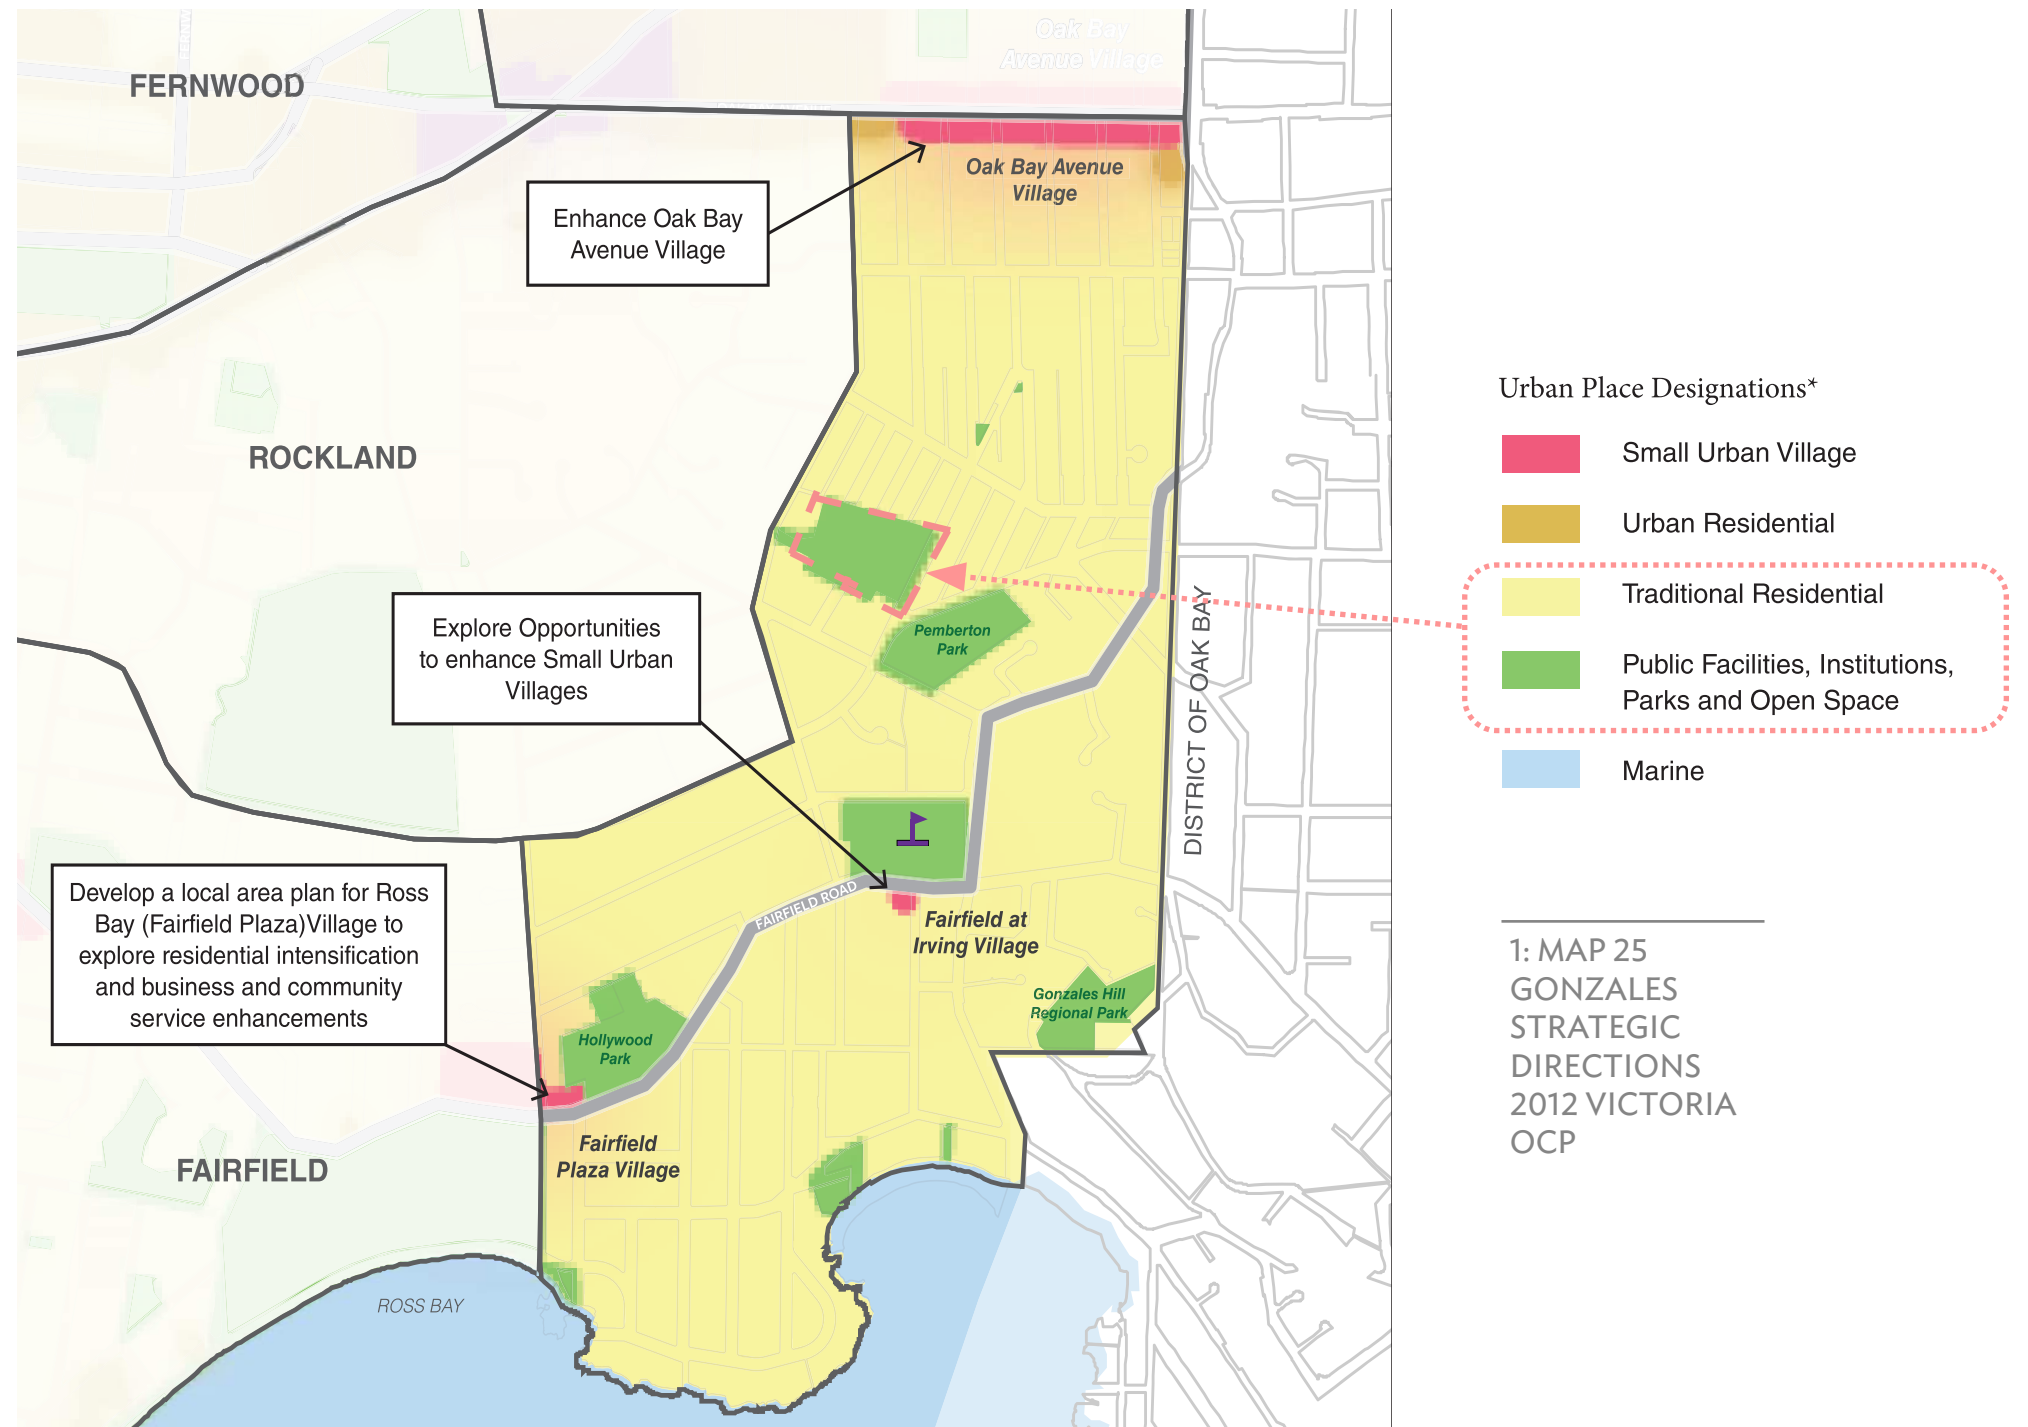 Oak Bay
Avenue Village
FERNWOOD
Oak Bay Avenue
Village
Enhance Oak Bay
Avenue Village
ROCKLAND
Explore Opportunities
to enhance Small Urban
Villages
Pemberton
Park
DISTRICT OF OAK BAY
Develop a local area plan for Ross
Bay (Fairfield Plaza)Village to
explore residential intensification
and business and community
service enhancements
FAIRFIELD ROAD
Fairfield at
Irving Village
Gonzales Hill
Regional Park
Hollywood
Park
Fairfield
Plaza Village
FAIRFIELD
ROSS BAY
Urban Place Designations*
Small Urban Village
Urban Residential
Traditional Residential
Public Facilities, Institutions,
Parks and Open Space
Marine
1: MAP 25
GONZALES
STRATEGIC
DIRECTIONS
2012 VICTORIA
OCP